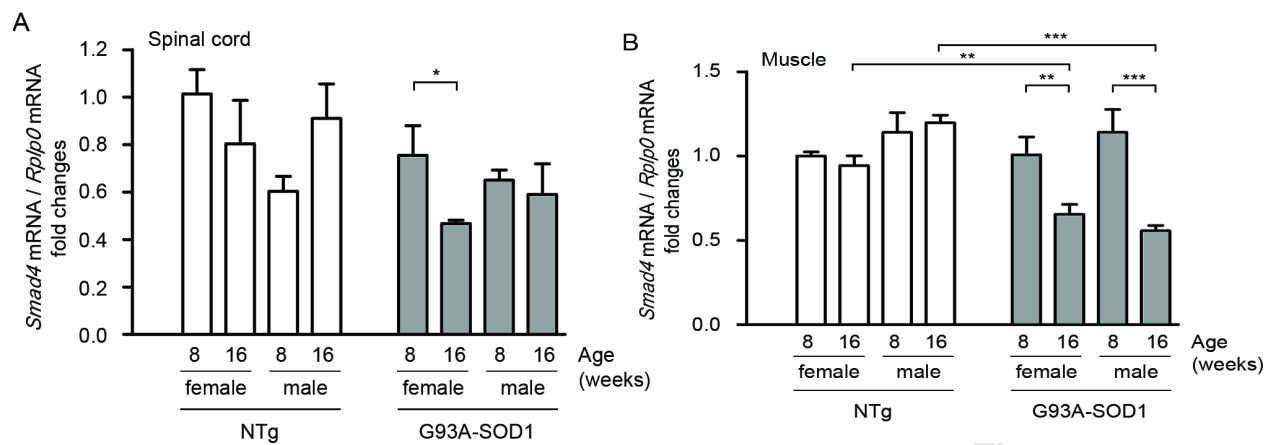 A
Spinal cord
Smad4 mRNA / Rplp0 mRNA
fold changes
1.2
1.0
0.8
0.6
0.4
0.2
0.0
*
8 16 8 16 8 16 8 16 Age
(weeks)
female male female male
NTg G93A-SOD1
B
Muscle
Smad4 mRNA / Rplp0 mRNA
fold changes
1.5
1.0
0.5
0.0
***
**
** ***
8 16 8 16 8 16 8 16 Age
(weeks)
female male female male
NTg G93A-SOD1